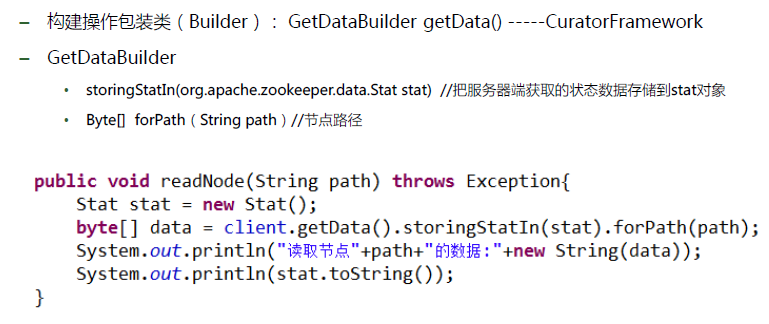 – 构建操作包装类（Builder）： GetDataBuilder getData() -----CuratorFramework
– GetDataBuilder
• storingStatIn(org.apache.zookeeper.data.Stat stat) //把服务器端获取的状态数据存储到stat对象
• Byte[] forPath（String path）//节点路径
public void readNode(String path) throws Exception{
Stat stat = new Stat();
byte[] data = client.getData().storingStatIn(stat).forPath(path);
System.out.println("读取节点"+path+"的数据:"+new String(data));
System.out.println(stat.toString());
}